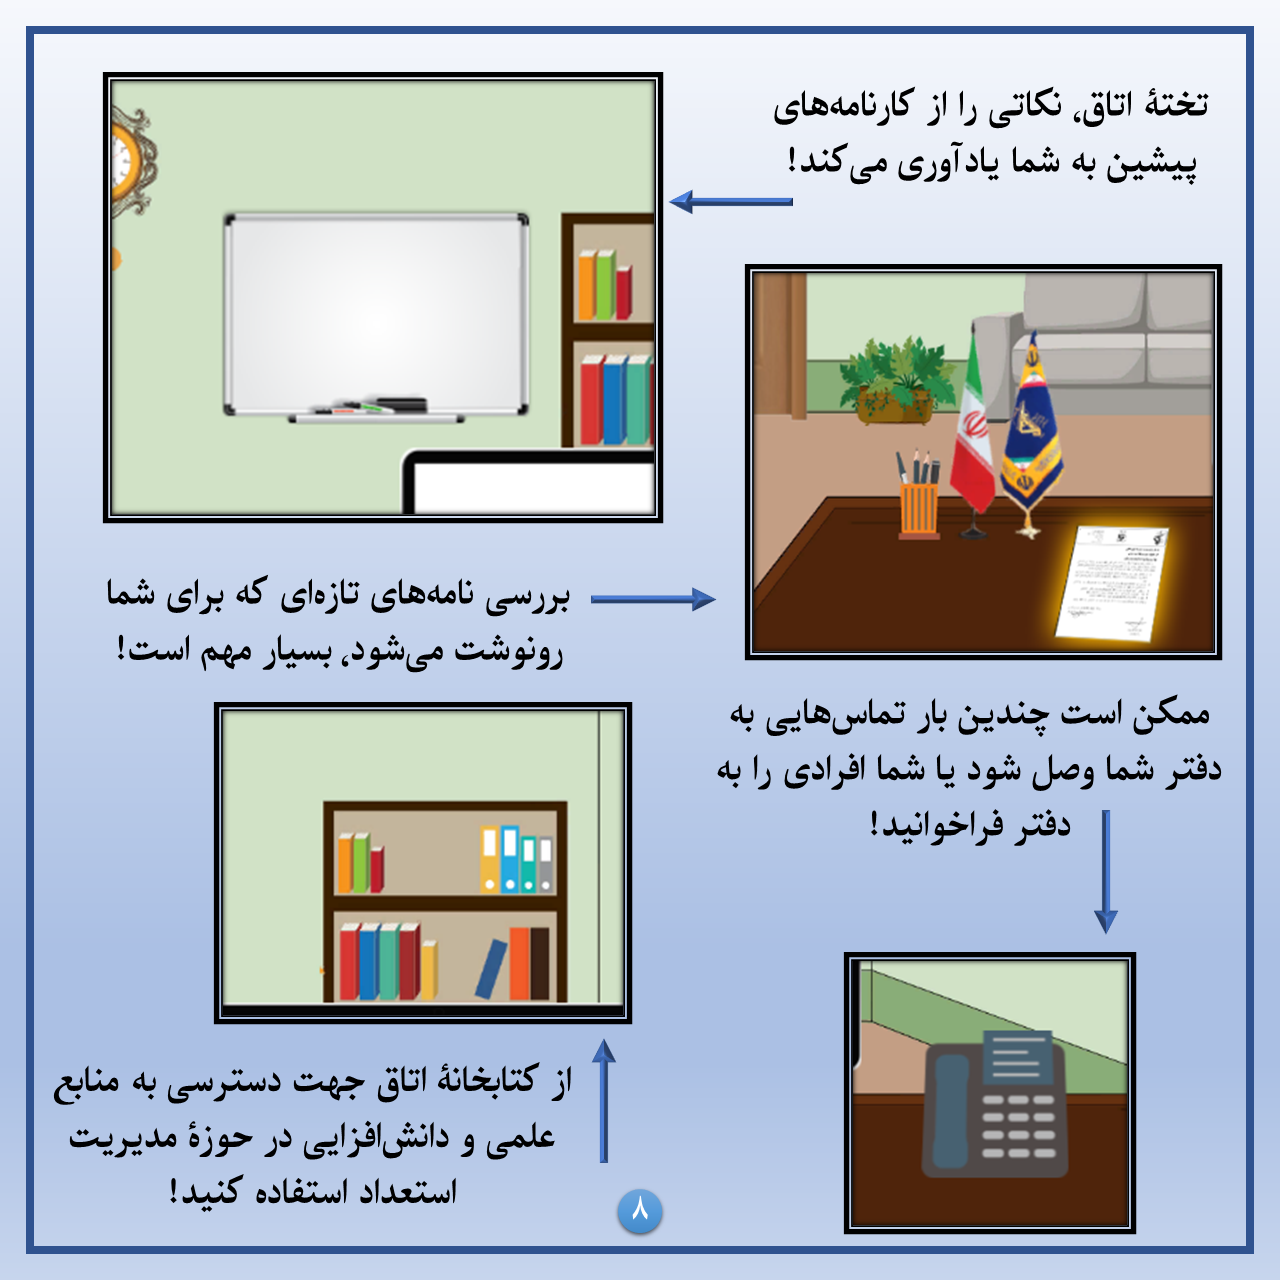 تختهٔ اتاق، نکاتی را از کارنامه‌های
پیشین به شما یادآوری می‌کند!
بررسی نامه‌های تازه‌ای که برای شما
رونوشت می‌شود، بسیار مهم است!
ممکن است چندین بار تماس‌هایی به
دفتر شما وصل شود یا شما افرادی را به
دفتر فراخوانید!
از کتابخانهٔ اتاق جهت دسترسی به منابع
علمی و دانش‌افزایی در حوزهٔ مدیریت
استعداد استفاده کنید!
۸